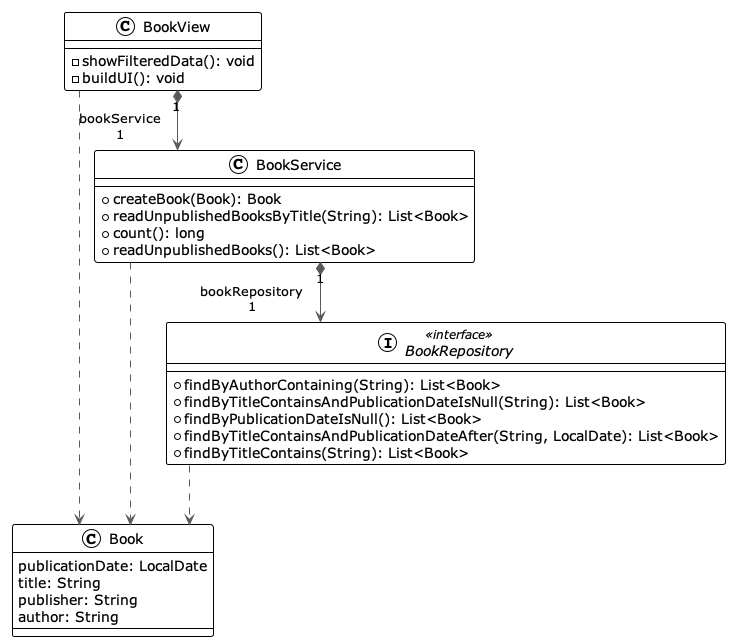 C BookView
showFilteredData(): void
buildUI(): void
1
bookService
1
C BookService
createBook(Book): Book
readUnpublishedBooksByTitle(String): List<Book>
count(): long
readUnpublishedBooks(): List<Book>
1
bookRepository
1
«interface»
I BookRepository
findByAuthorContaining(String): List<Book>
findByTitleContainsAndPublicationDateIsNull(String): List<Book>
findByPublicationDateIsNull(): List<Book>
findByTitleContainsAndPublicationDateAfter(String, LocalDate): List<Book>
findByTitleContains(String): List<Book>
C Book
publicationDate: LocalDate
title: String
publisher: String
author: String